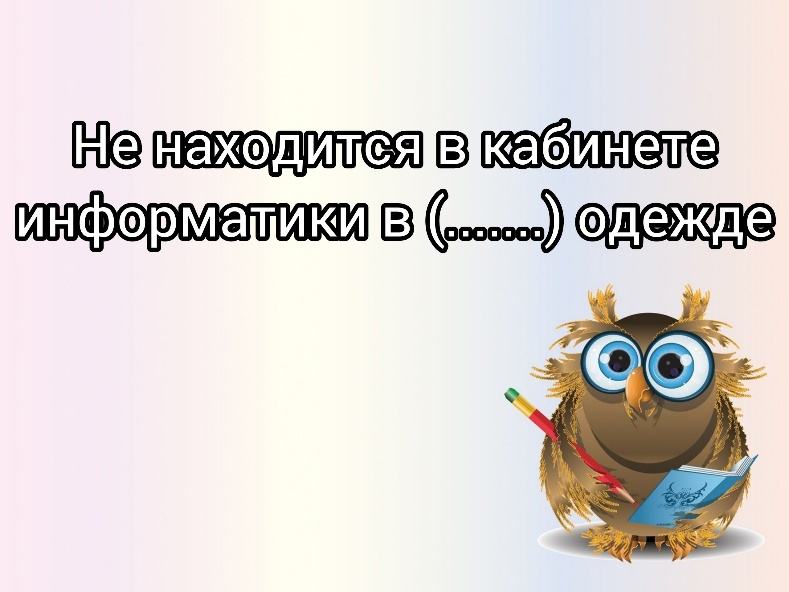 Не находится в кабинете
информатики в (.......) одежде